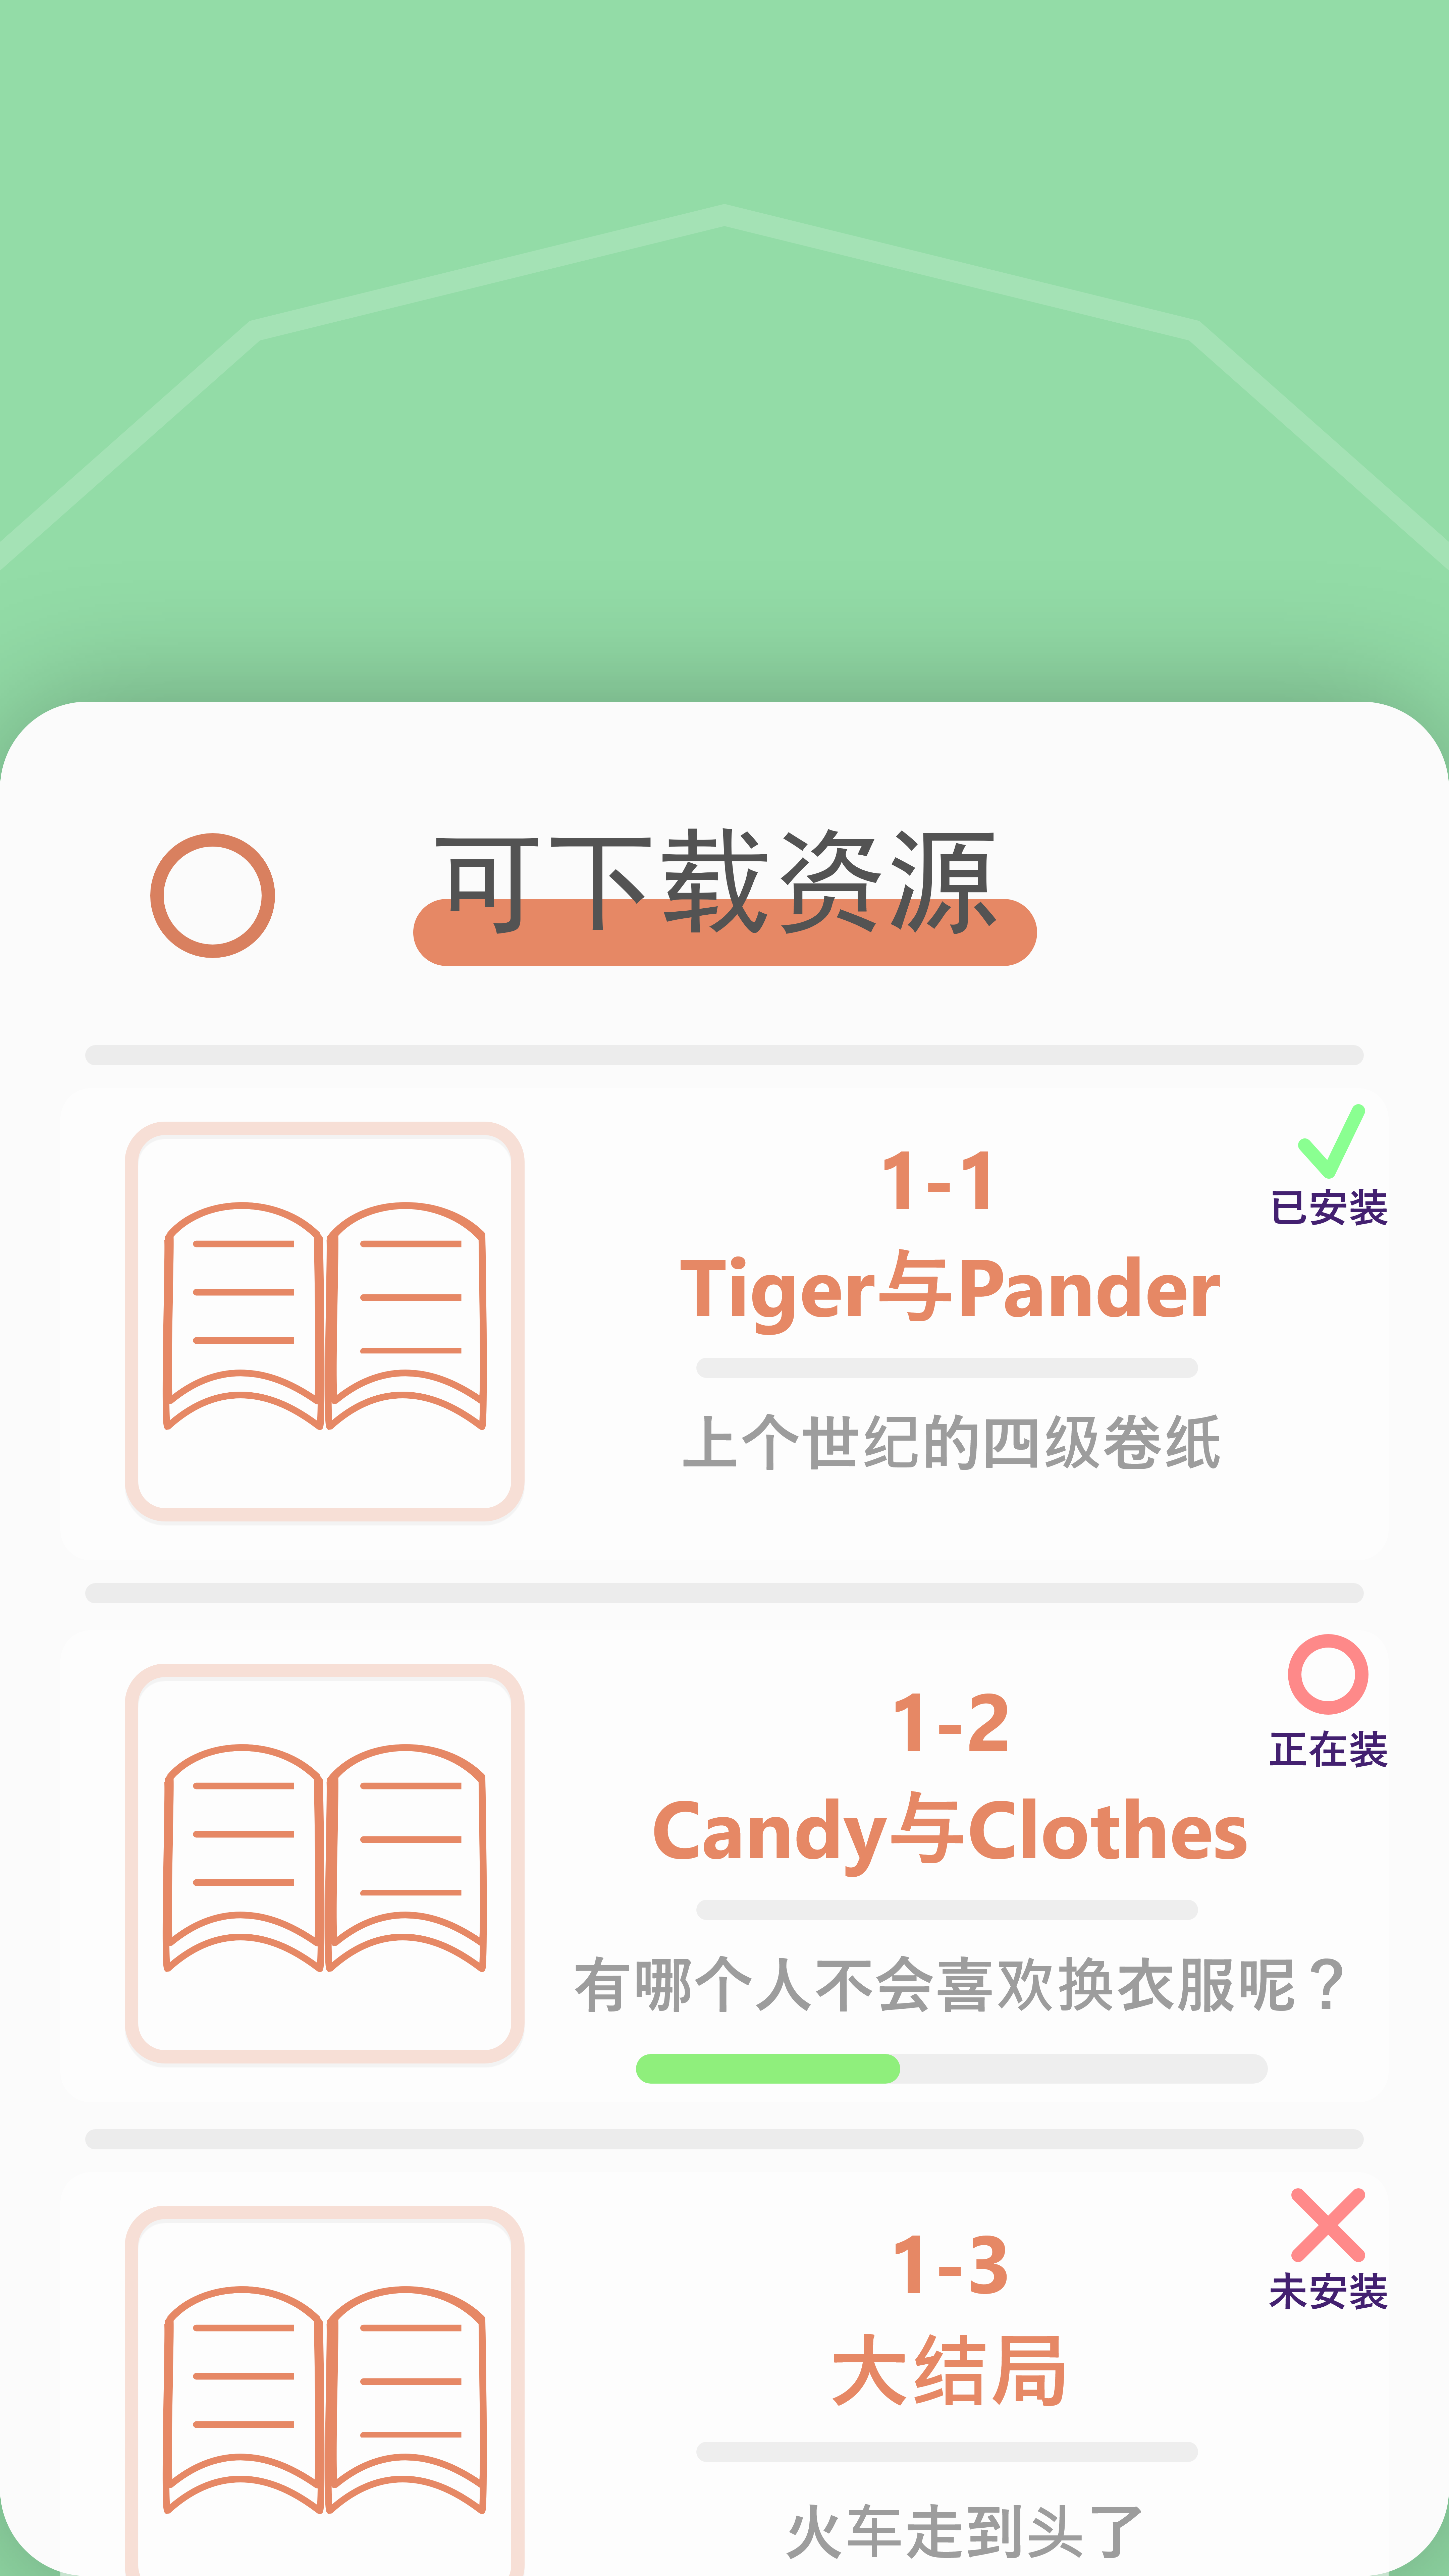 可下载资源
1-1
已安装
Tiger与Pander
上个世纪的四级卷纸
1-2
正在装
Candy与Clothes
有哪个人不会喜欢换衣服呢？
1-3
未安装
大结局
火车走到头了